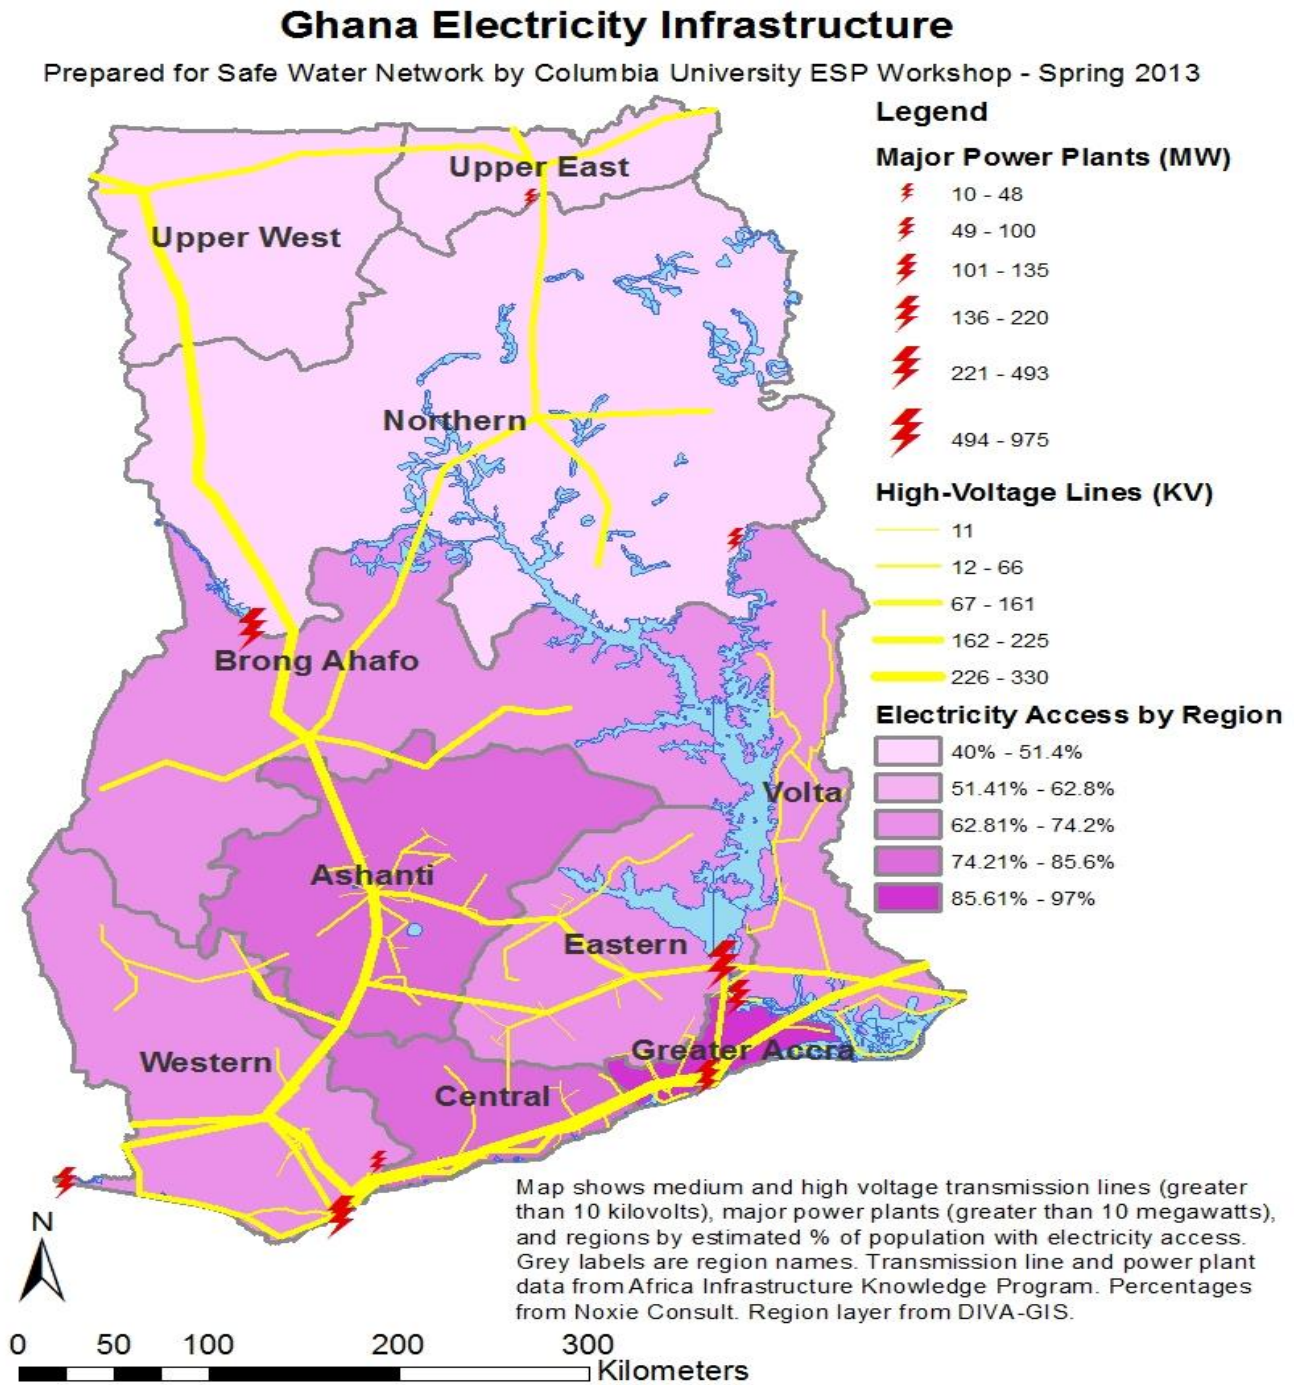 Ghana Electricity Infrastructure
Prepared for Safe Water Network by Columbia University ESP Workshop - Spring 2013
Legend
Major Power Plants (MW)
10 - 48
49 - 100
101 - 135
136 - 220
221 - 493
494 - 975
High-Voltage Lines (KV)
11
12 - 66
67 - 161
162 - 225
226 - 330
Electricity Access by Region
40% - 51.4%
51.41% - 62.8%
62.81% - 74.2%
74.21% - 85.6%
85.61% - 97%
Upper East
Upper West
Northern
Brong Ahafo
Volta
Ashanti
Eastern
Western
Greater Accra
Central
Map shows medium and high voltage transmission lines (greater
than 10 kilovolts), major power plants (greater than 10 megawatts),
and regions by estimated % of population with electricity access.
Grey labels are region names. Transmission line and power plant
data from Africa Infrastructure Knowledge Program. Percentages
from Noxie Consult. Region layer from DIVA-GIS.
N
0 50 100 200 300
Kilometers